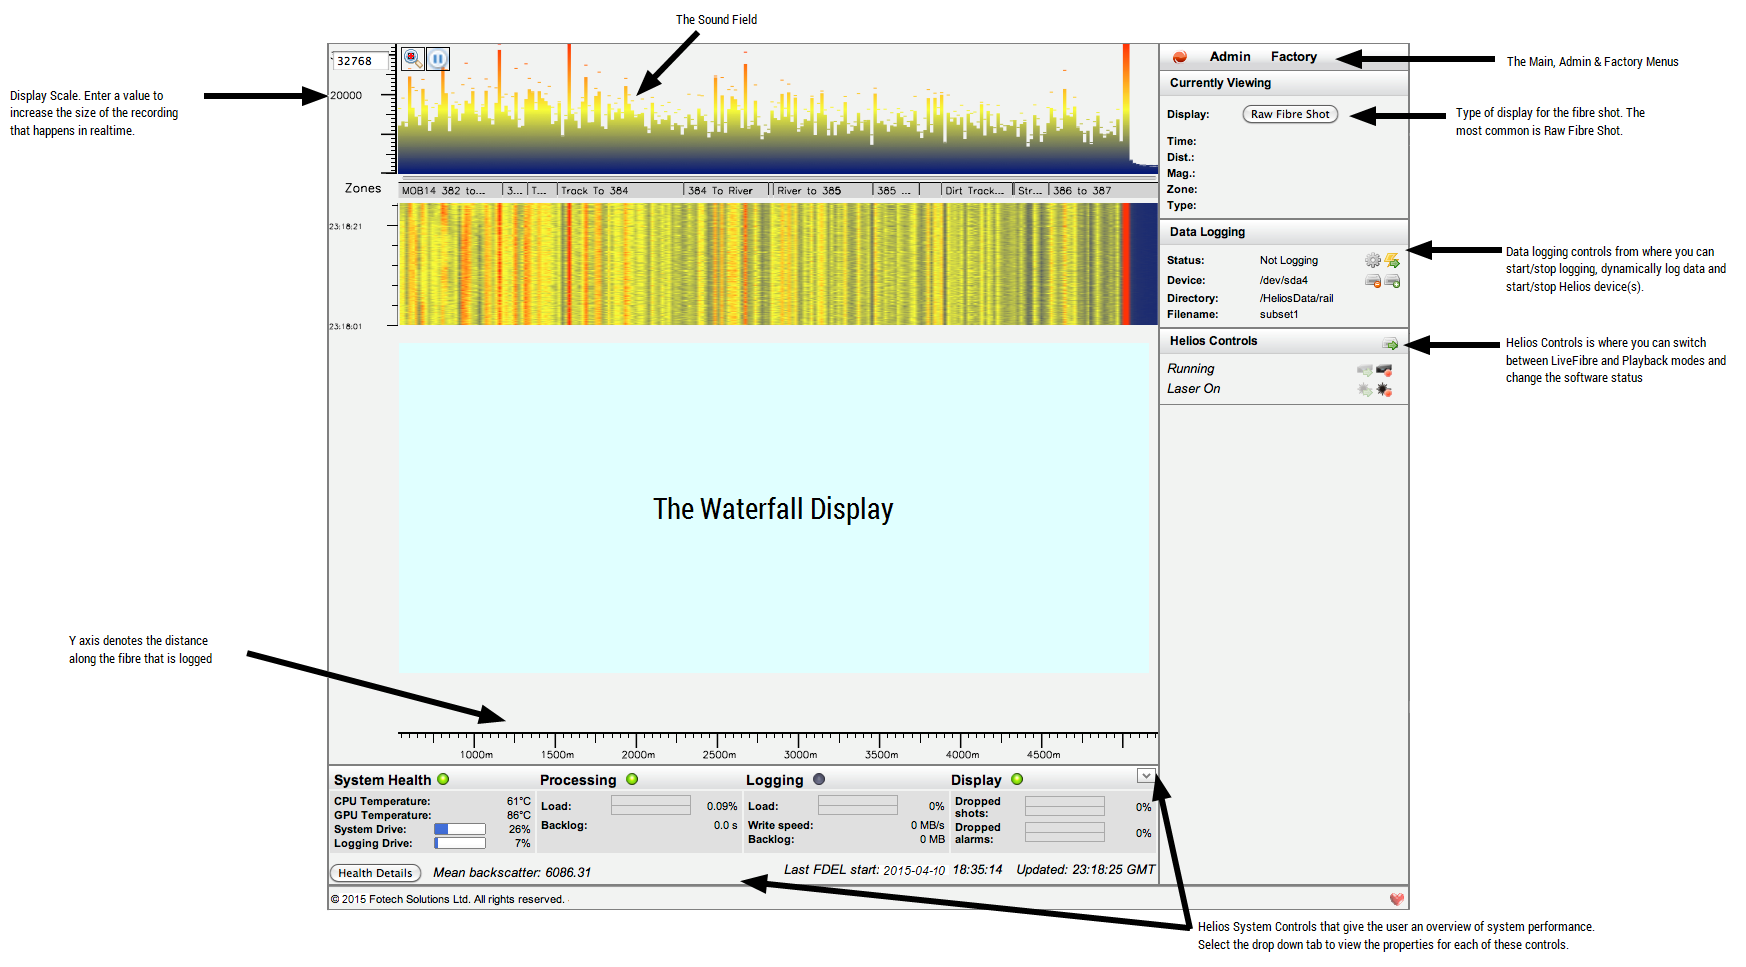 The Sound Field
32768
20000
Display Scale. Enter a value to
increase the size of the recording
that happens in realtime.
Admin Factory
The Main, Admin & Factory Menus
Currently Viewing
Display: Raw Fibre Shot
Type of display for the fibre shot. The
most common is Raw Fibre Shot.
Time:
Dist.:
Mag.:
Zone:
Type:
Zones
MOB14 382 to... 3... T... Track To 384 384 To River River to 385 385 ... Dirt Track... Str... 386 to 387
23:18:21
23:18:01
Data Logging
Status: Not Logging
Device: /dev/sda4
Directory: /HeliosData/rail
Filename: subset1
Data logging controls from where you can
start/stop logging, dynamically log data and
start/stop Helios device(s).
Helios Controls
Running
Laser On
Helios Controls is where you can switch
between LiveFibre and Playback modes and
change the software status
The Waterfall Display
Y axis denotes the distance
along the fibre that is logged
1000m 1500m 2000m 2500m 3000m 3500m 4000m 4500m
System Health
CPU Temperature: 61°C
GPU Temperature: 86°C
System Drive: 26%
Logging Drive: 7%
Processing
Load: 0.09%
Backlog: 0.0 s
Logging
Load: 0%
Write speed: 0 MB/s
Backlog: 0 MB
Display
Dropped
shots: 0%
Dropped
alarms: 0%
Health Details Mean backscatter: 6086.31 Last FDEL start: 2015-04-10 18:35:14 Updated: 23:18:25 GMT
© 2015 Fotech Solutions Ltd. All rights reserved.
Helios System Controls that give the user an overview of system performance.
Select the drop down tab to view the properties for each of these controls.